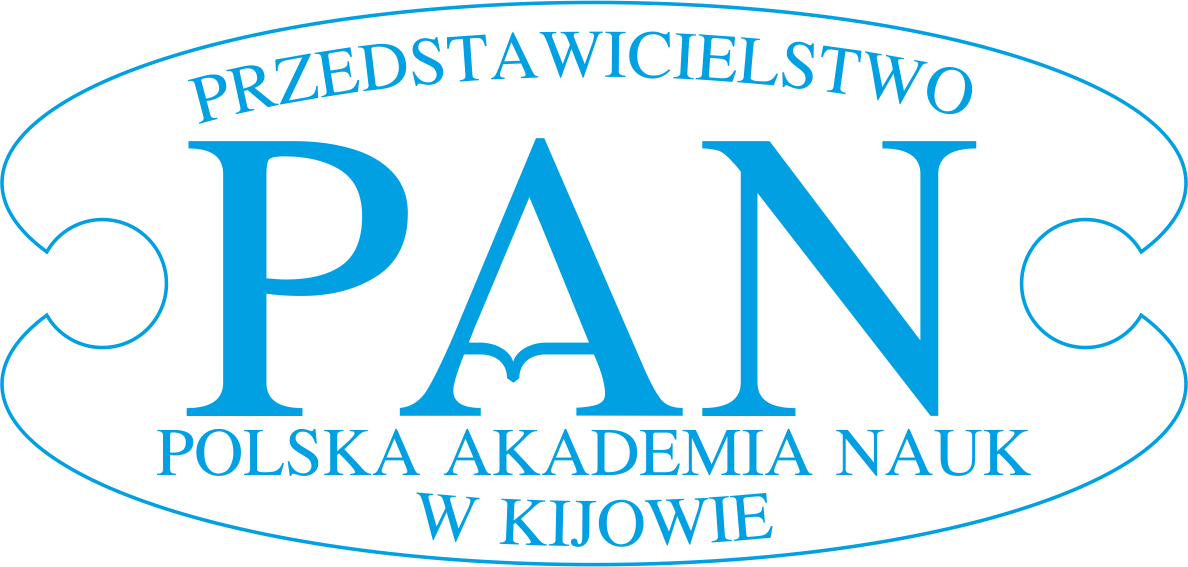 PRZEDSTAWICIELSTWO
PAN
POLSKA AKADEMIA NAUK
W KIJOWIE